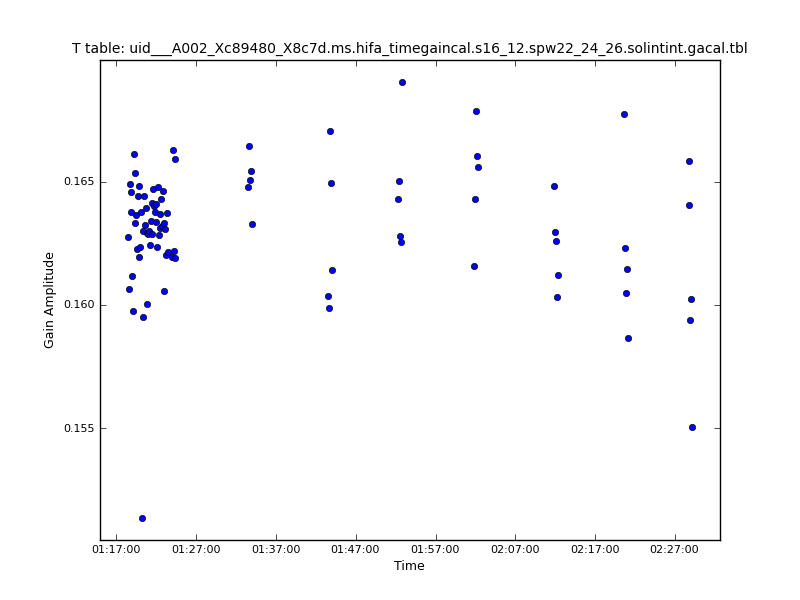 T table: uid___A002_Xc89480_X8c7d.ms.hifa_timegaincal.s16_12.spw22_24_26.solintint.gacal.tbl
Gain Amplitude
0.165
0.160
0.155
01:17:00 01:27:00 01:37:00 01:47:00 01:57:00 02:07:00 02:17:00 02:27:00
Time